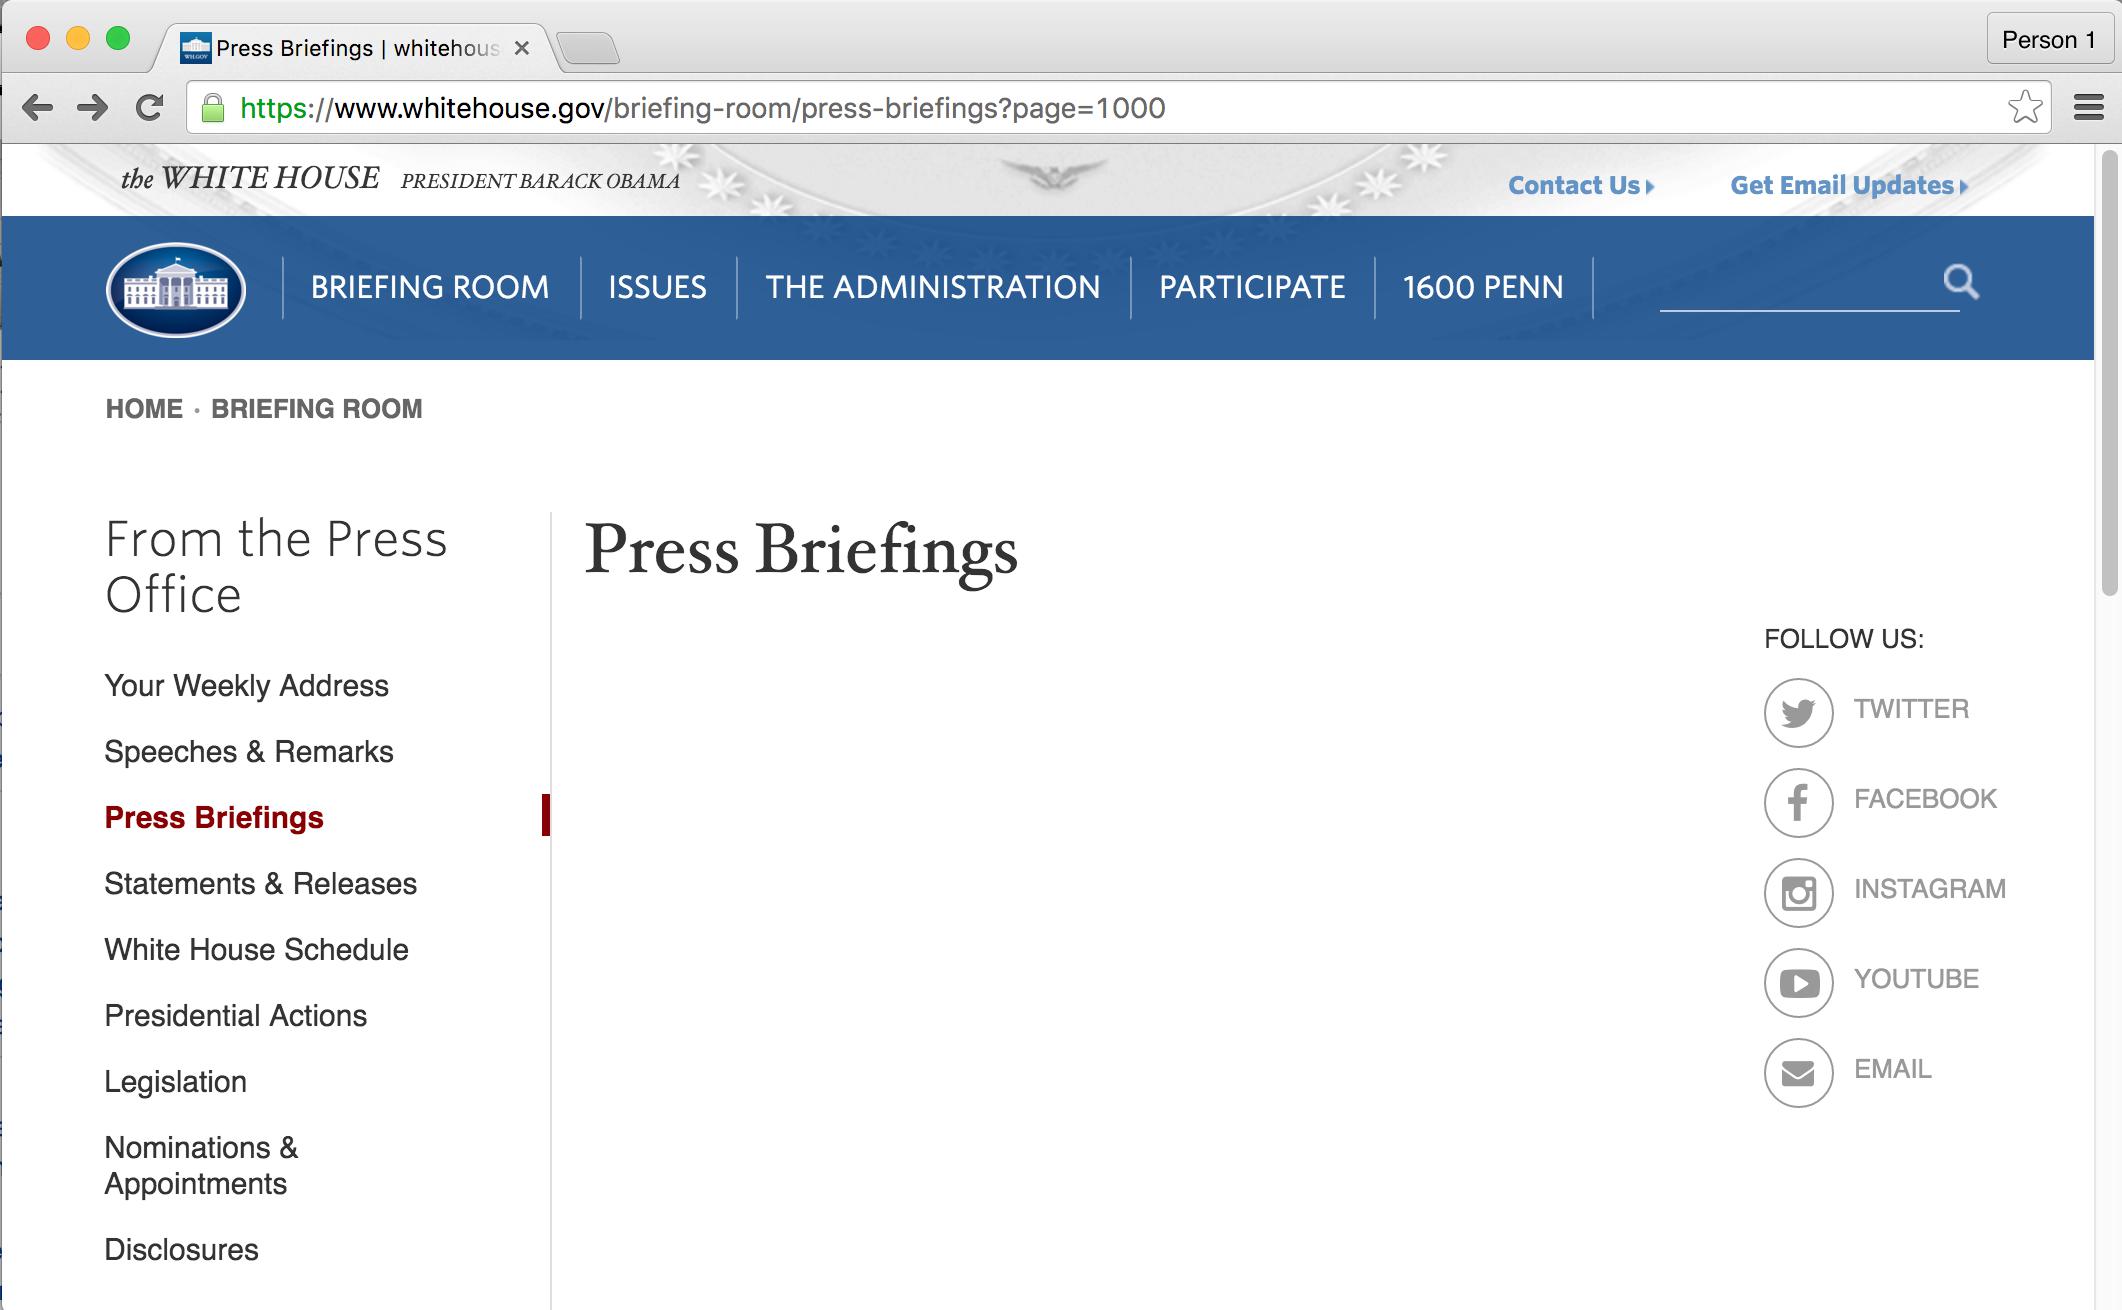 Press Briefings | whitehous
Person 1
https://www.whitehouse.gov/briefing-room/press-briefings?page=1000
the WHITE HOUSE PRESIDENT BARACK OBAMA
Contact Us
Get Email Updates
BRIEFING ROOM
ISSUES
THE ADMINISTRATION
PARTICIPATE
1600 PENN
HOME · BRIEFING ROOM
From the Press
Office
Your Weekly Address
Speeches & Remarks
Press Briefings
Statements & Releases
White House Schedule
Presidential Actions
Legislation
Nominations &
Appointments
Disclosures
Press Briefings
FOLLOW US:
TWITTER
FACEBOOK
INSTAGRAM
YOUTUBE
EMAIL